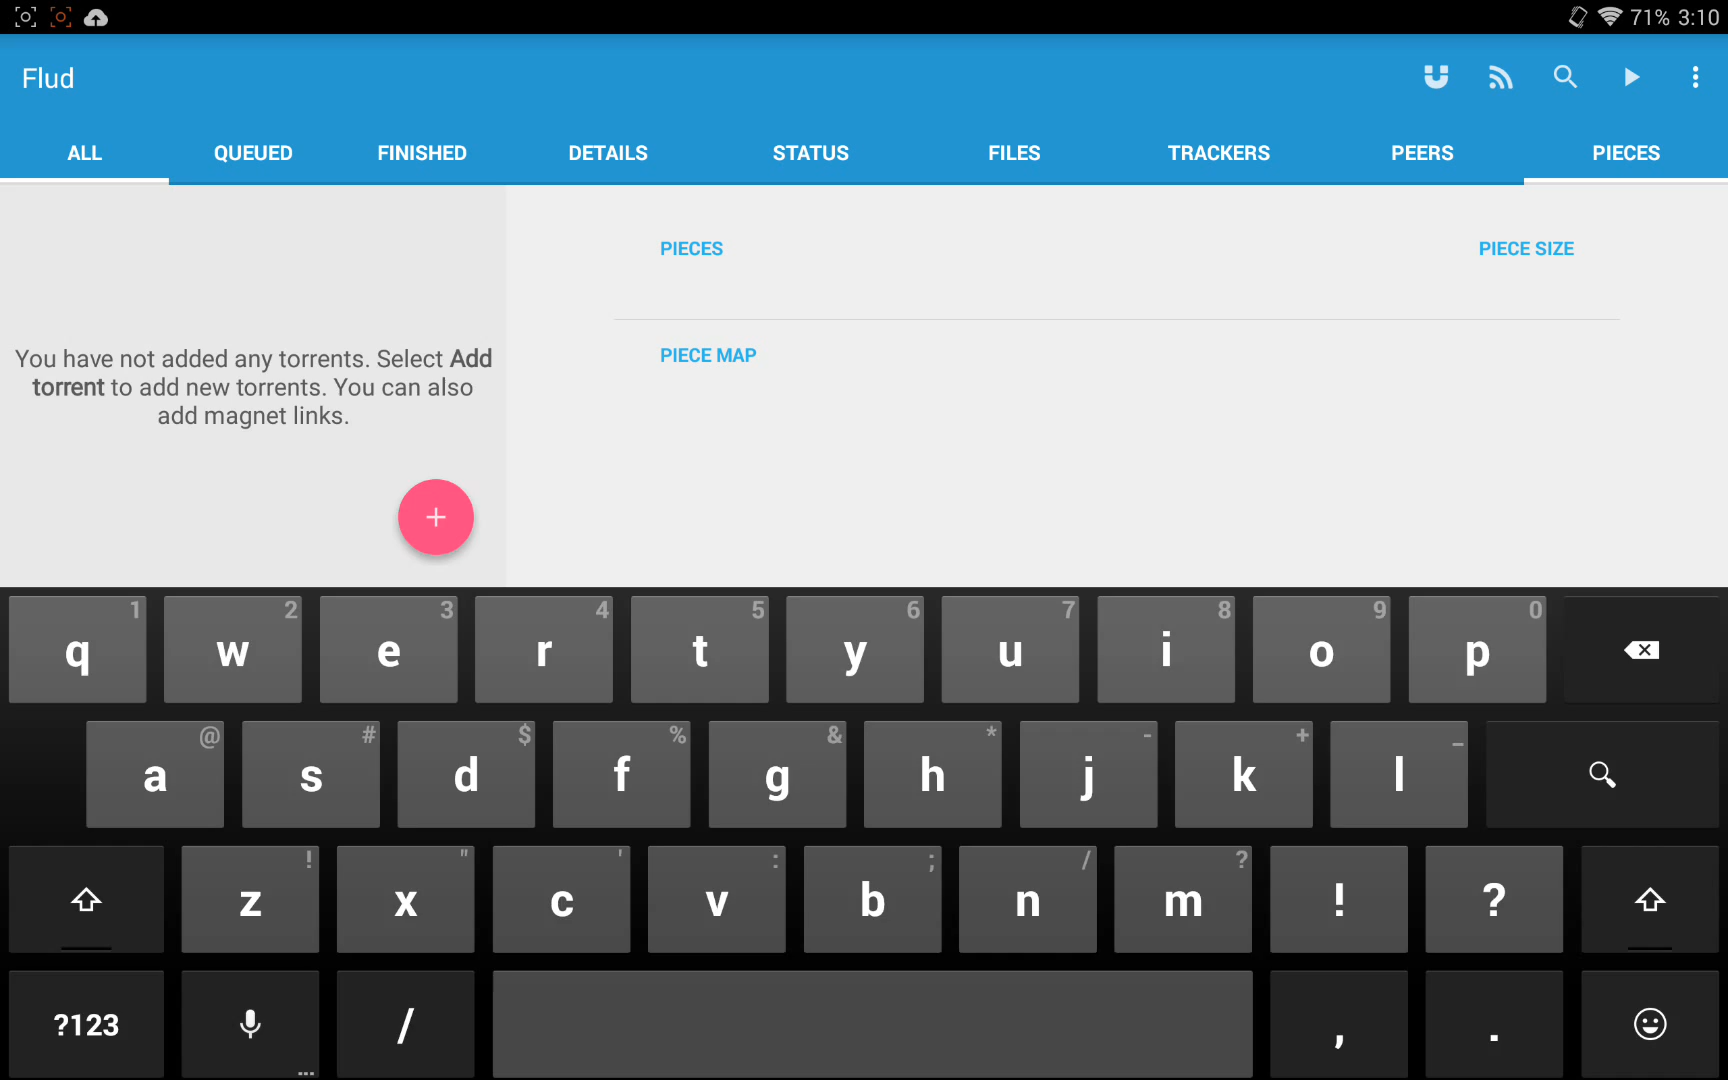 71% 3:10
Flud
ALL QUEUED FINISHED DETAILS STATUS FILES TRACKERS PEERS PIECES
PIECES PIECE SIZE
PIECE MAP
You have not added any torrents. Select Add
torrent to add new torrents. You can also
add magnet links.
+
1 2 3 4 5 6 7 8 9 0
q w e r t y u i o p
@ # $ % & * - + _
a s d f g h j k l
! " ' : ; / ?
z x c v b n m ! ?
?123 / , .
...